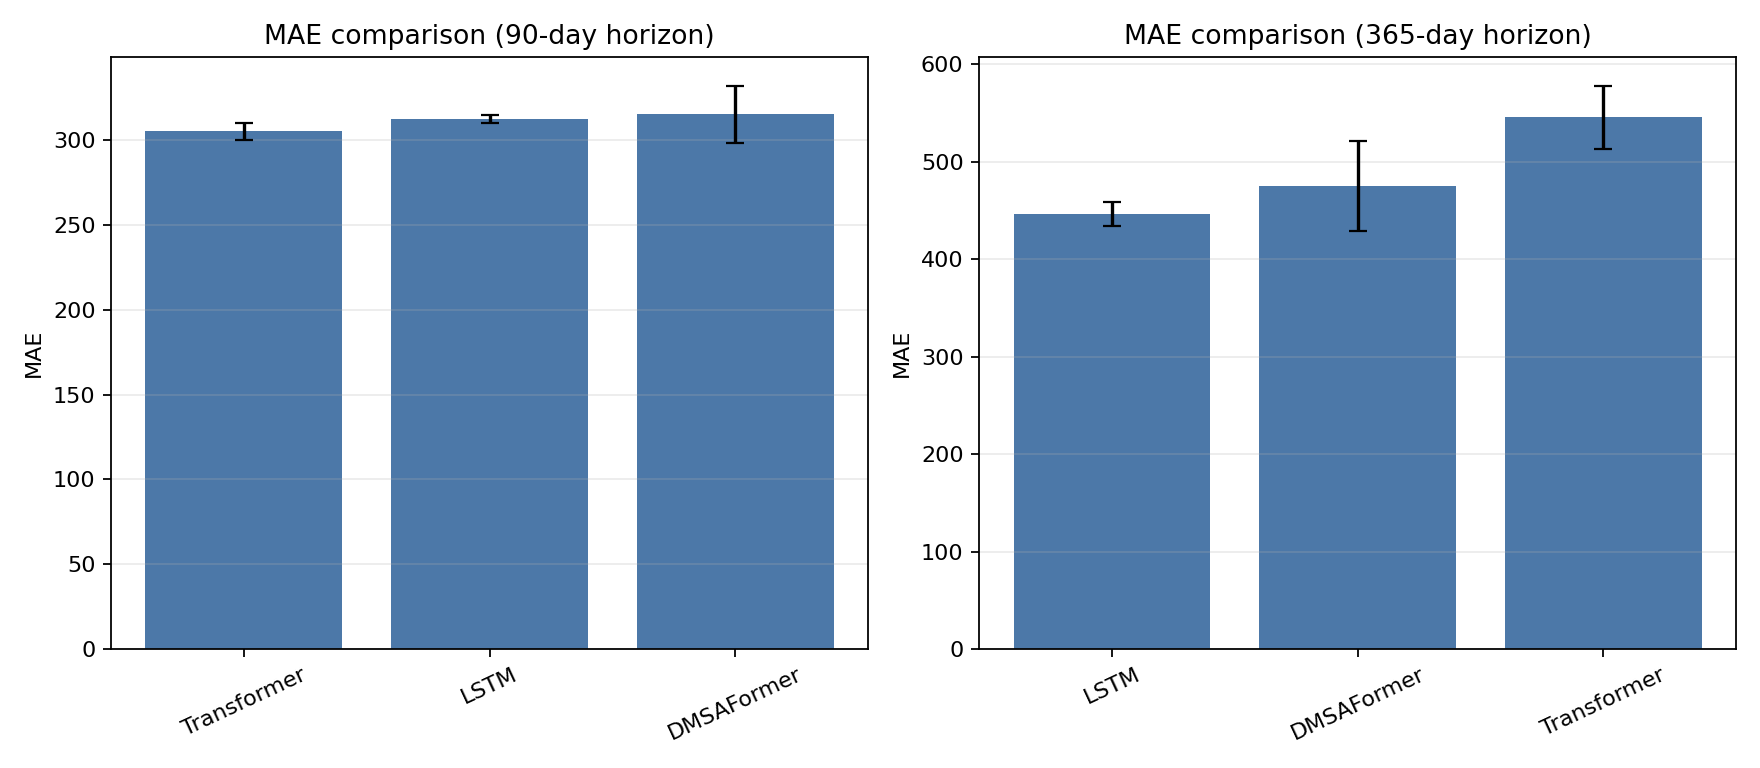 MAE comparison (90-day horizon)
MAE
300
250
200
150
100
50
0
Transformer
LSTM
DMSAFormer
MAE comparison (365-day horizon)
MAE
600
500
400
300
200
100
0
LSTM
DMSAFormer
Transformer